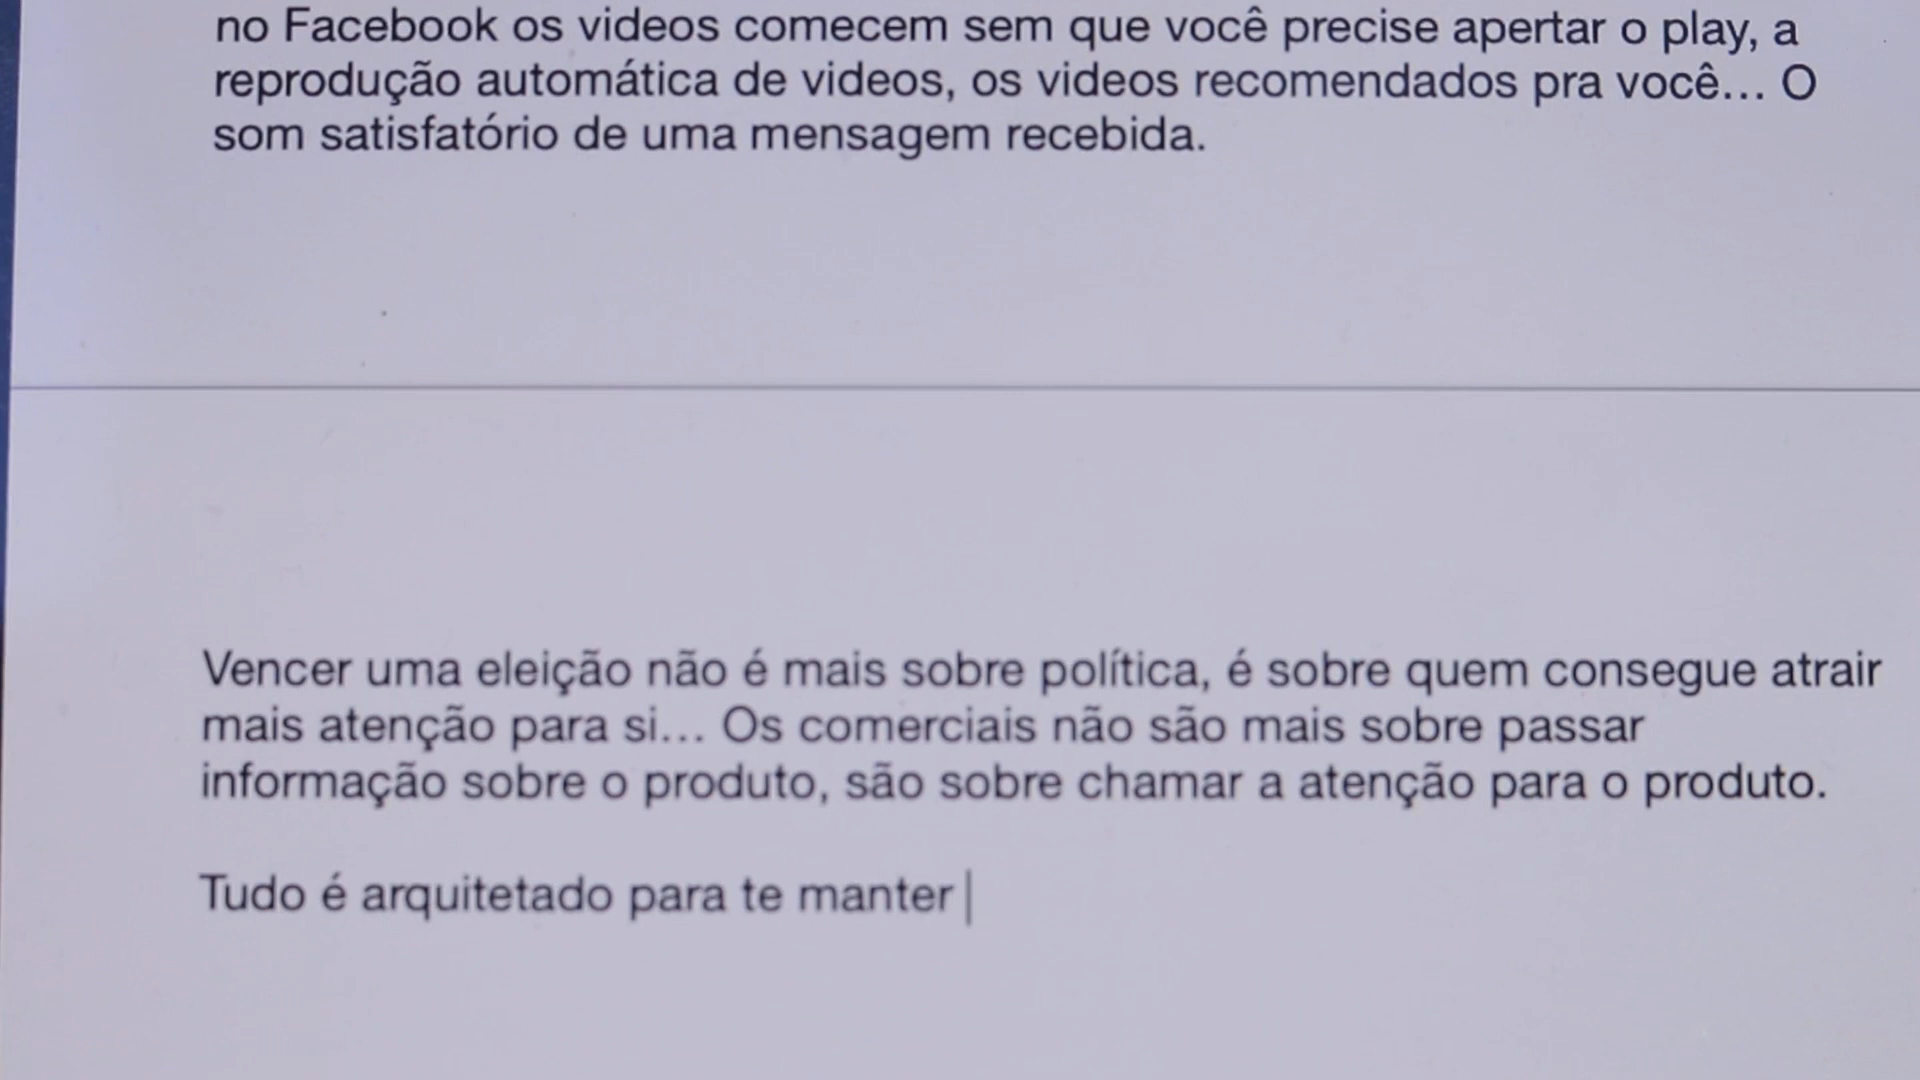 no Facebook os videos comecem sem que você precise apertar o play, a
reprodução automática de videos, os videos recomendados pra você... O
som satisfatório de uma mensagem recebida.
Vencer uma eleição não é mais sobre política, é sobre quem consegue atrair
mais atenção para si... Os comerciais não são mais sobre passar
informação sobre o produto, são sobre chamar a atenção para o produto.
Tudo é arquitetado para te manter